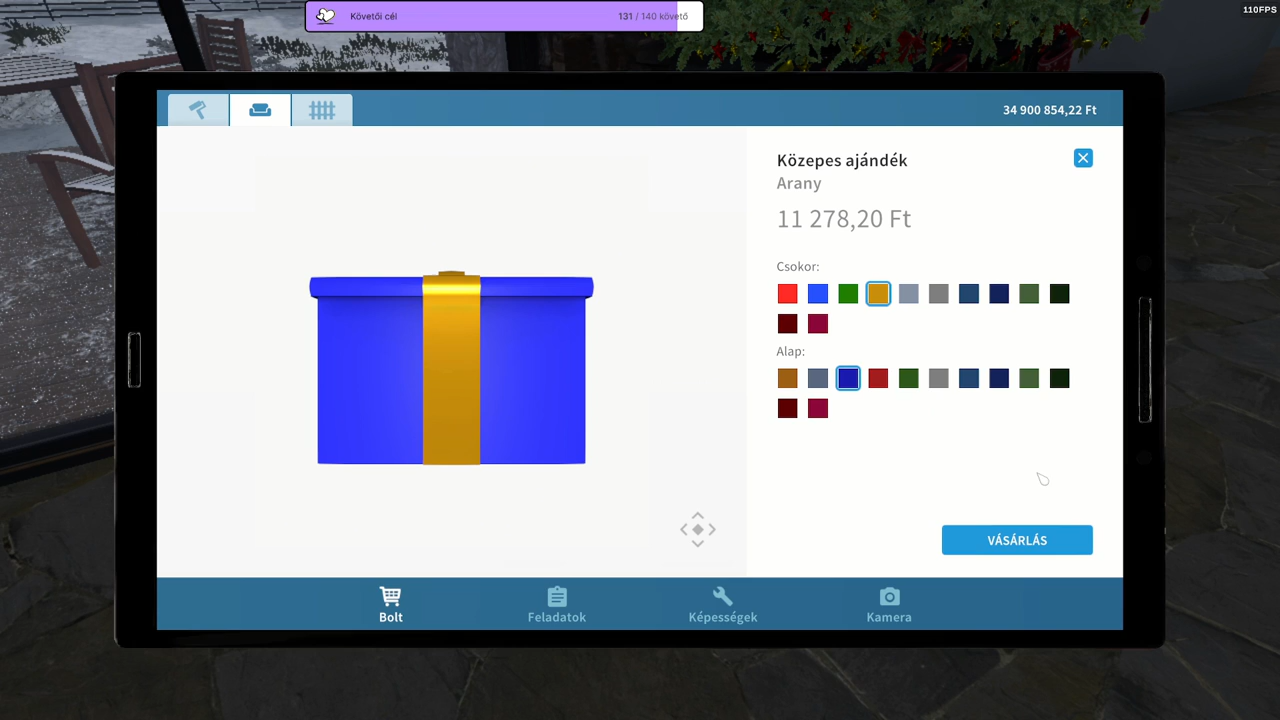 Követői cél
131 / 140 követő
110FPS
34 900 854,22 Ft
Közepes ajándék
Arany
11 278,20 Ft
Csokor:
Alap:
VÁSÁRLÁS
Bolt
Feladatok
Képességek
Kamera